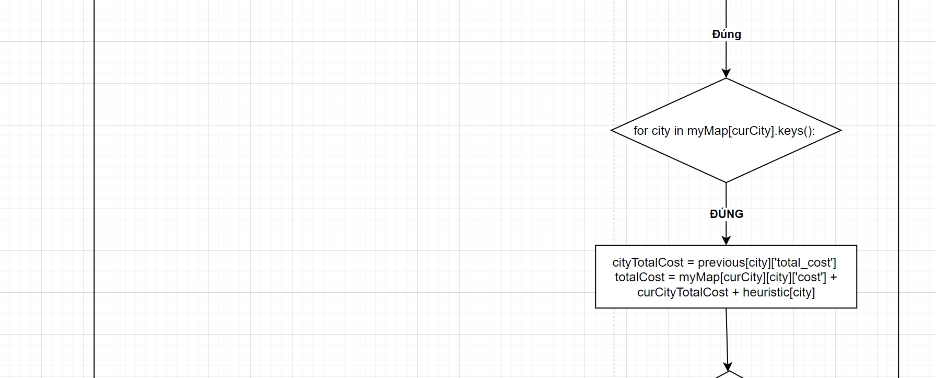 Đúng
for city in myMap[curCity].keys():
ĐÚNG
cityTotalCost = previous[city]['total_cost']
totalCost = myMap[curCity][city]['cost'] +
curCityTotalCost + heuristic[city]